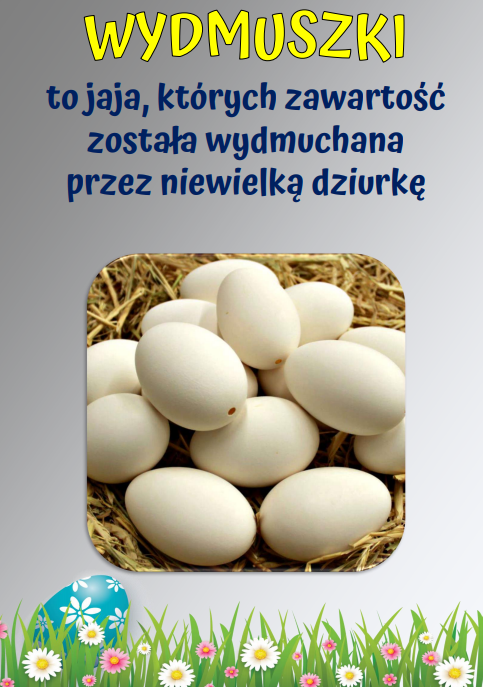 WYDMUSZKI
to jaja, których zawartość
została wydmuchana
przez niewielką dziurkę